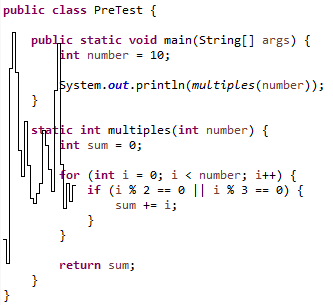 public class PreTest {
public static void main(String[] args) {
int number = 10;
System.out.println(multiples(number));
}
static int multiples(int number) {
int sum = 0;
for (int i = 0; i < number; i++) {
if (i % 2 == 0 || i % 3 == 0) {
sum += i;
}
}
return sum;
}
}